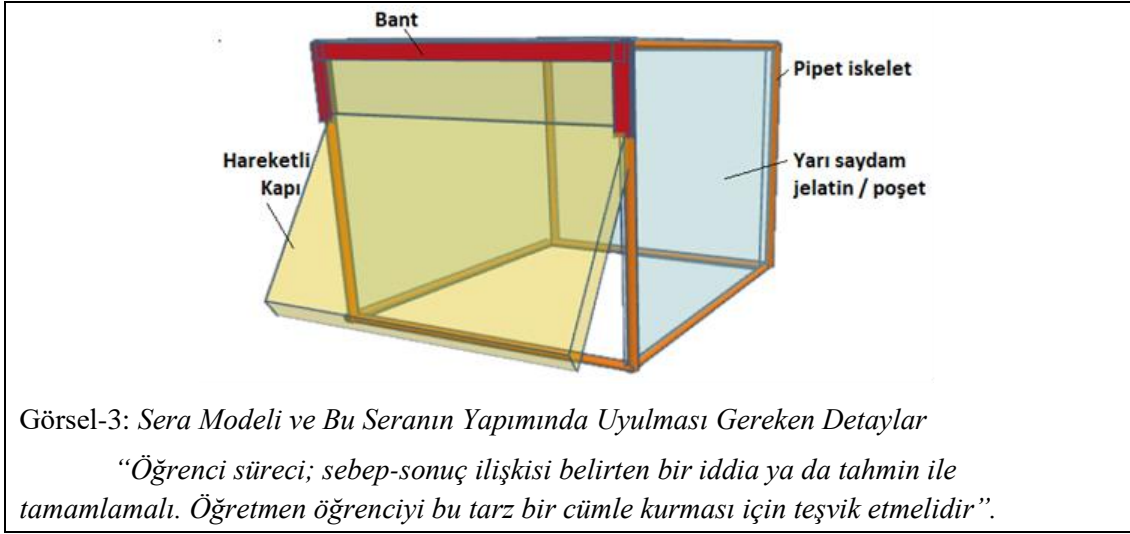 Bant
Pipet iskelet
Hareketli
Kapı
Yarı saydam
jelatin / poşet
Görsel-3: Sera Modeli ve Bu Seranın Yapımında Uyulması Gereken Detaylar
“Öğrenci süreci; sebep-sonuç ilişkisi belirten bir iddia ya da tahmin ile
tamamlamalı. Öğretmen öğrenciyi bu tarz bir cümle kurması için teşvik etmelidir”.